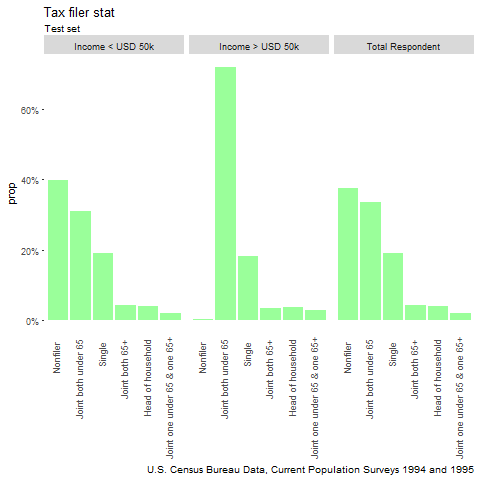 Tax filer stat
Test set
Income < USD 50k
Income > USD 50k
Total Respondent
prop
60%
40%
20%
0%
Nonfiler
Joint both under 65
Single
Joint both 65+
Head of household
Joint one under 65 & one 65+
Nonfiler
Joint both under 65
Single
Joint both 65+
Head of household
Joint one under 65 & one 65+
Nonfiler
Joint both under 65
Single
Joint both 65+
Head of household
Joint one under 65 & one 65+
U.S. Census Bureau Data, Current Population Surveys 1994 and 1995